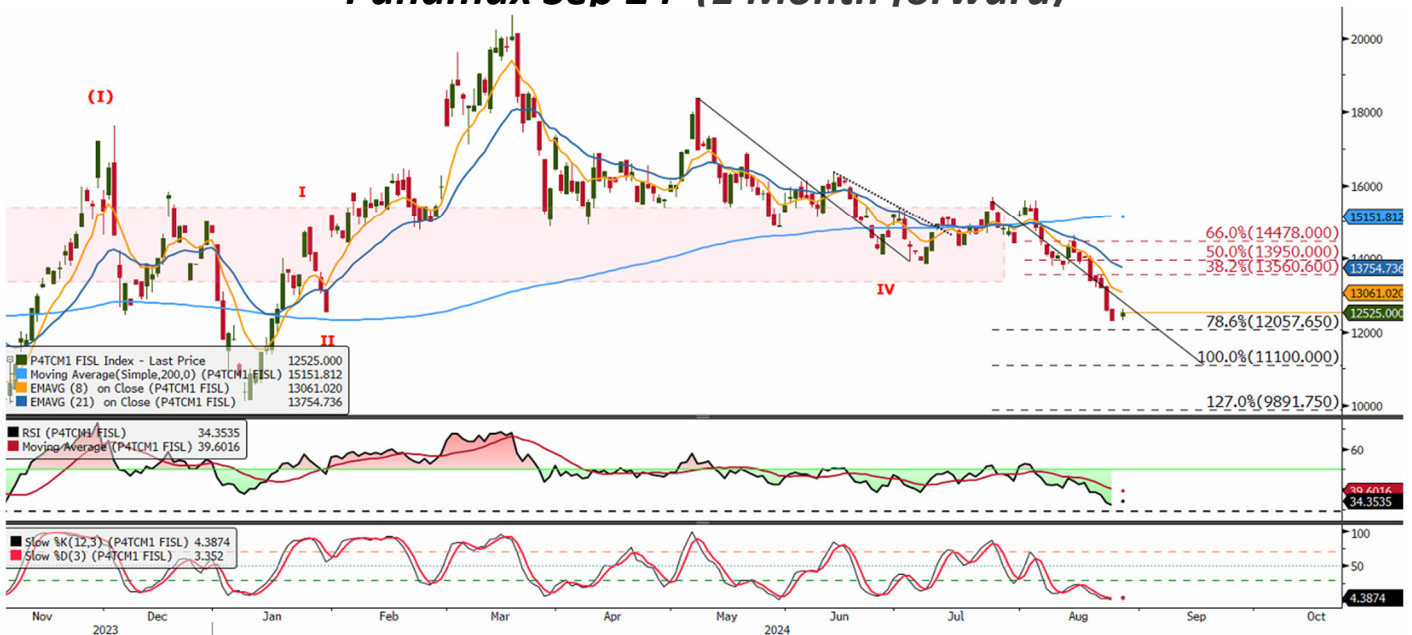 Panamax Sep 24 (1 Month forward)
(I)
I
II
IV
20000
18000
16000
15151.812
14000
13754.736
13061.020
12525.000
12000
10000
66.0%(14478.000)
50.0%(13950.000)
38.2%(13560.600)
78.6%(12057.650)
100.0%(11100.000)
127.0%(9891.750)
P4TCM1 FISL Index - Last Price 12525.000
Moving Average(Simple,200,0) (P4TCM1 FISL) 15151.812
EMAVG (8) on Close (P4TCM1 FISL) 13061.020
EMAVG (21) on Close (P4TCM1 FISL) 13754.736
RSI (P4TCM1 FISL) 34.3535
Moving Average (P4TCM1 FISL) 39.6016
60
39.6016
34.3535
Slow %K(12,3) (P4TCM1 FISL) 4.3874
Slow %D(3) (P4TCM1 FISL) 3.352
100
50
4.3874
Nov Dec Jan Feb Mar Apr May Jun Jul Aug Sep Oct
2023 2024